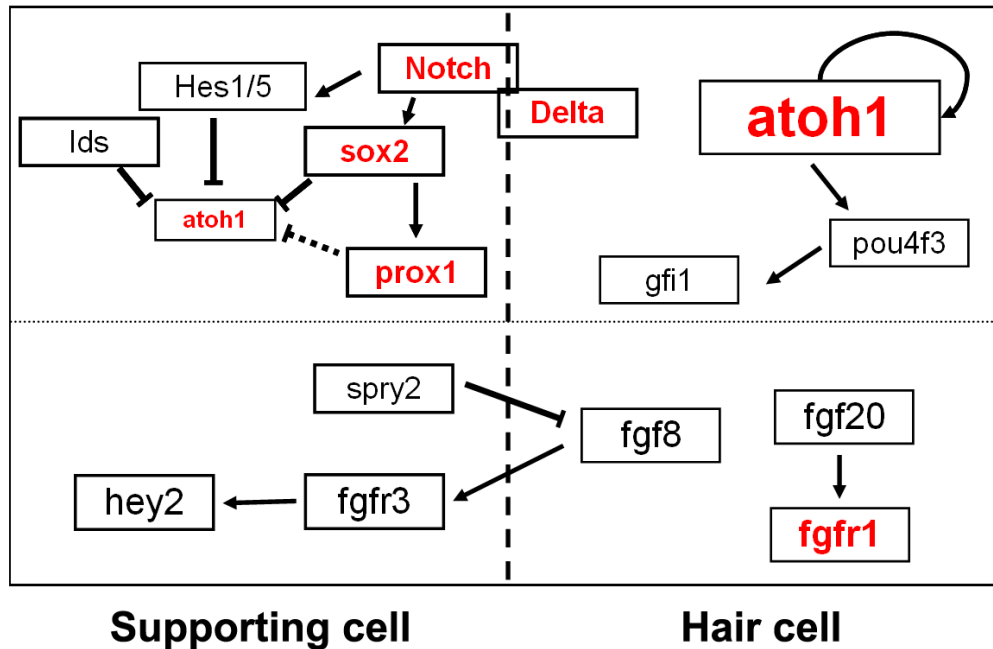 Notch
Hes1/5
Delta
atoh1
Ids
sox2
atoh1
pou4f3
prox1
gfi1
spry2
fgf20
fgf8
hey2
fgfr3
fgfr1
Supporting cell
Hair cell